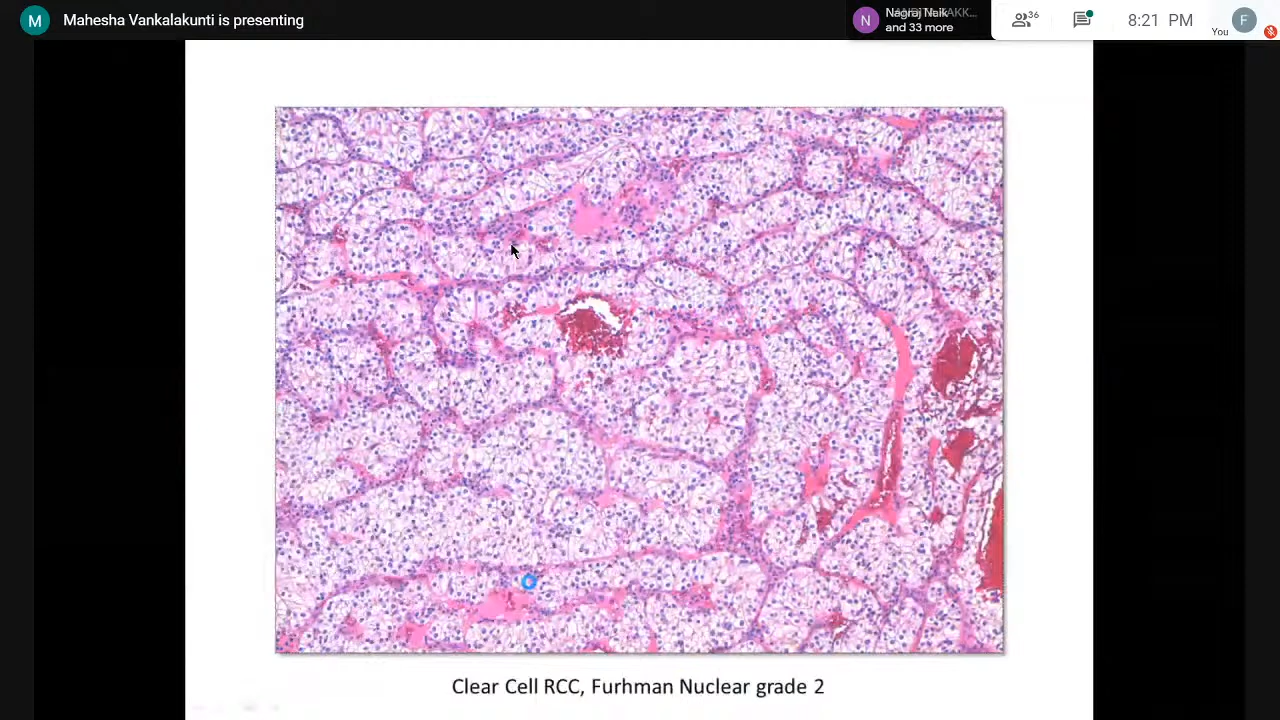 M
Mahesha Vankalakunti is presenting
N
Nagraj Naik
and 33 more
36
8:21 PM
You
F
Clear Cell RCC, Furhman Nuclear grade 2